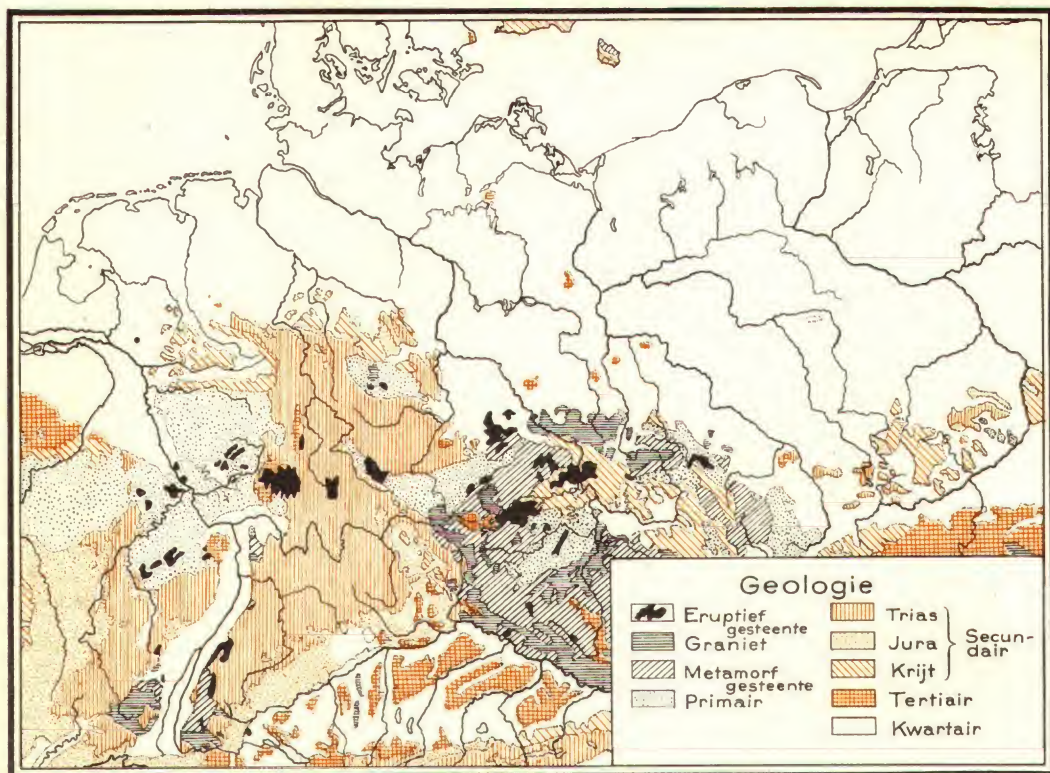 Geologie
Eruptief
gesteente
Graniet
Metamorf
gesteente
Primair
Trias
Jura
Krijt
Secun-
dair
Tertiair
Kwartair